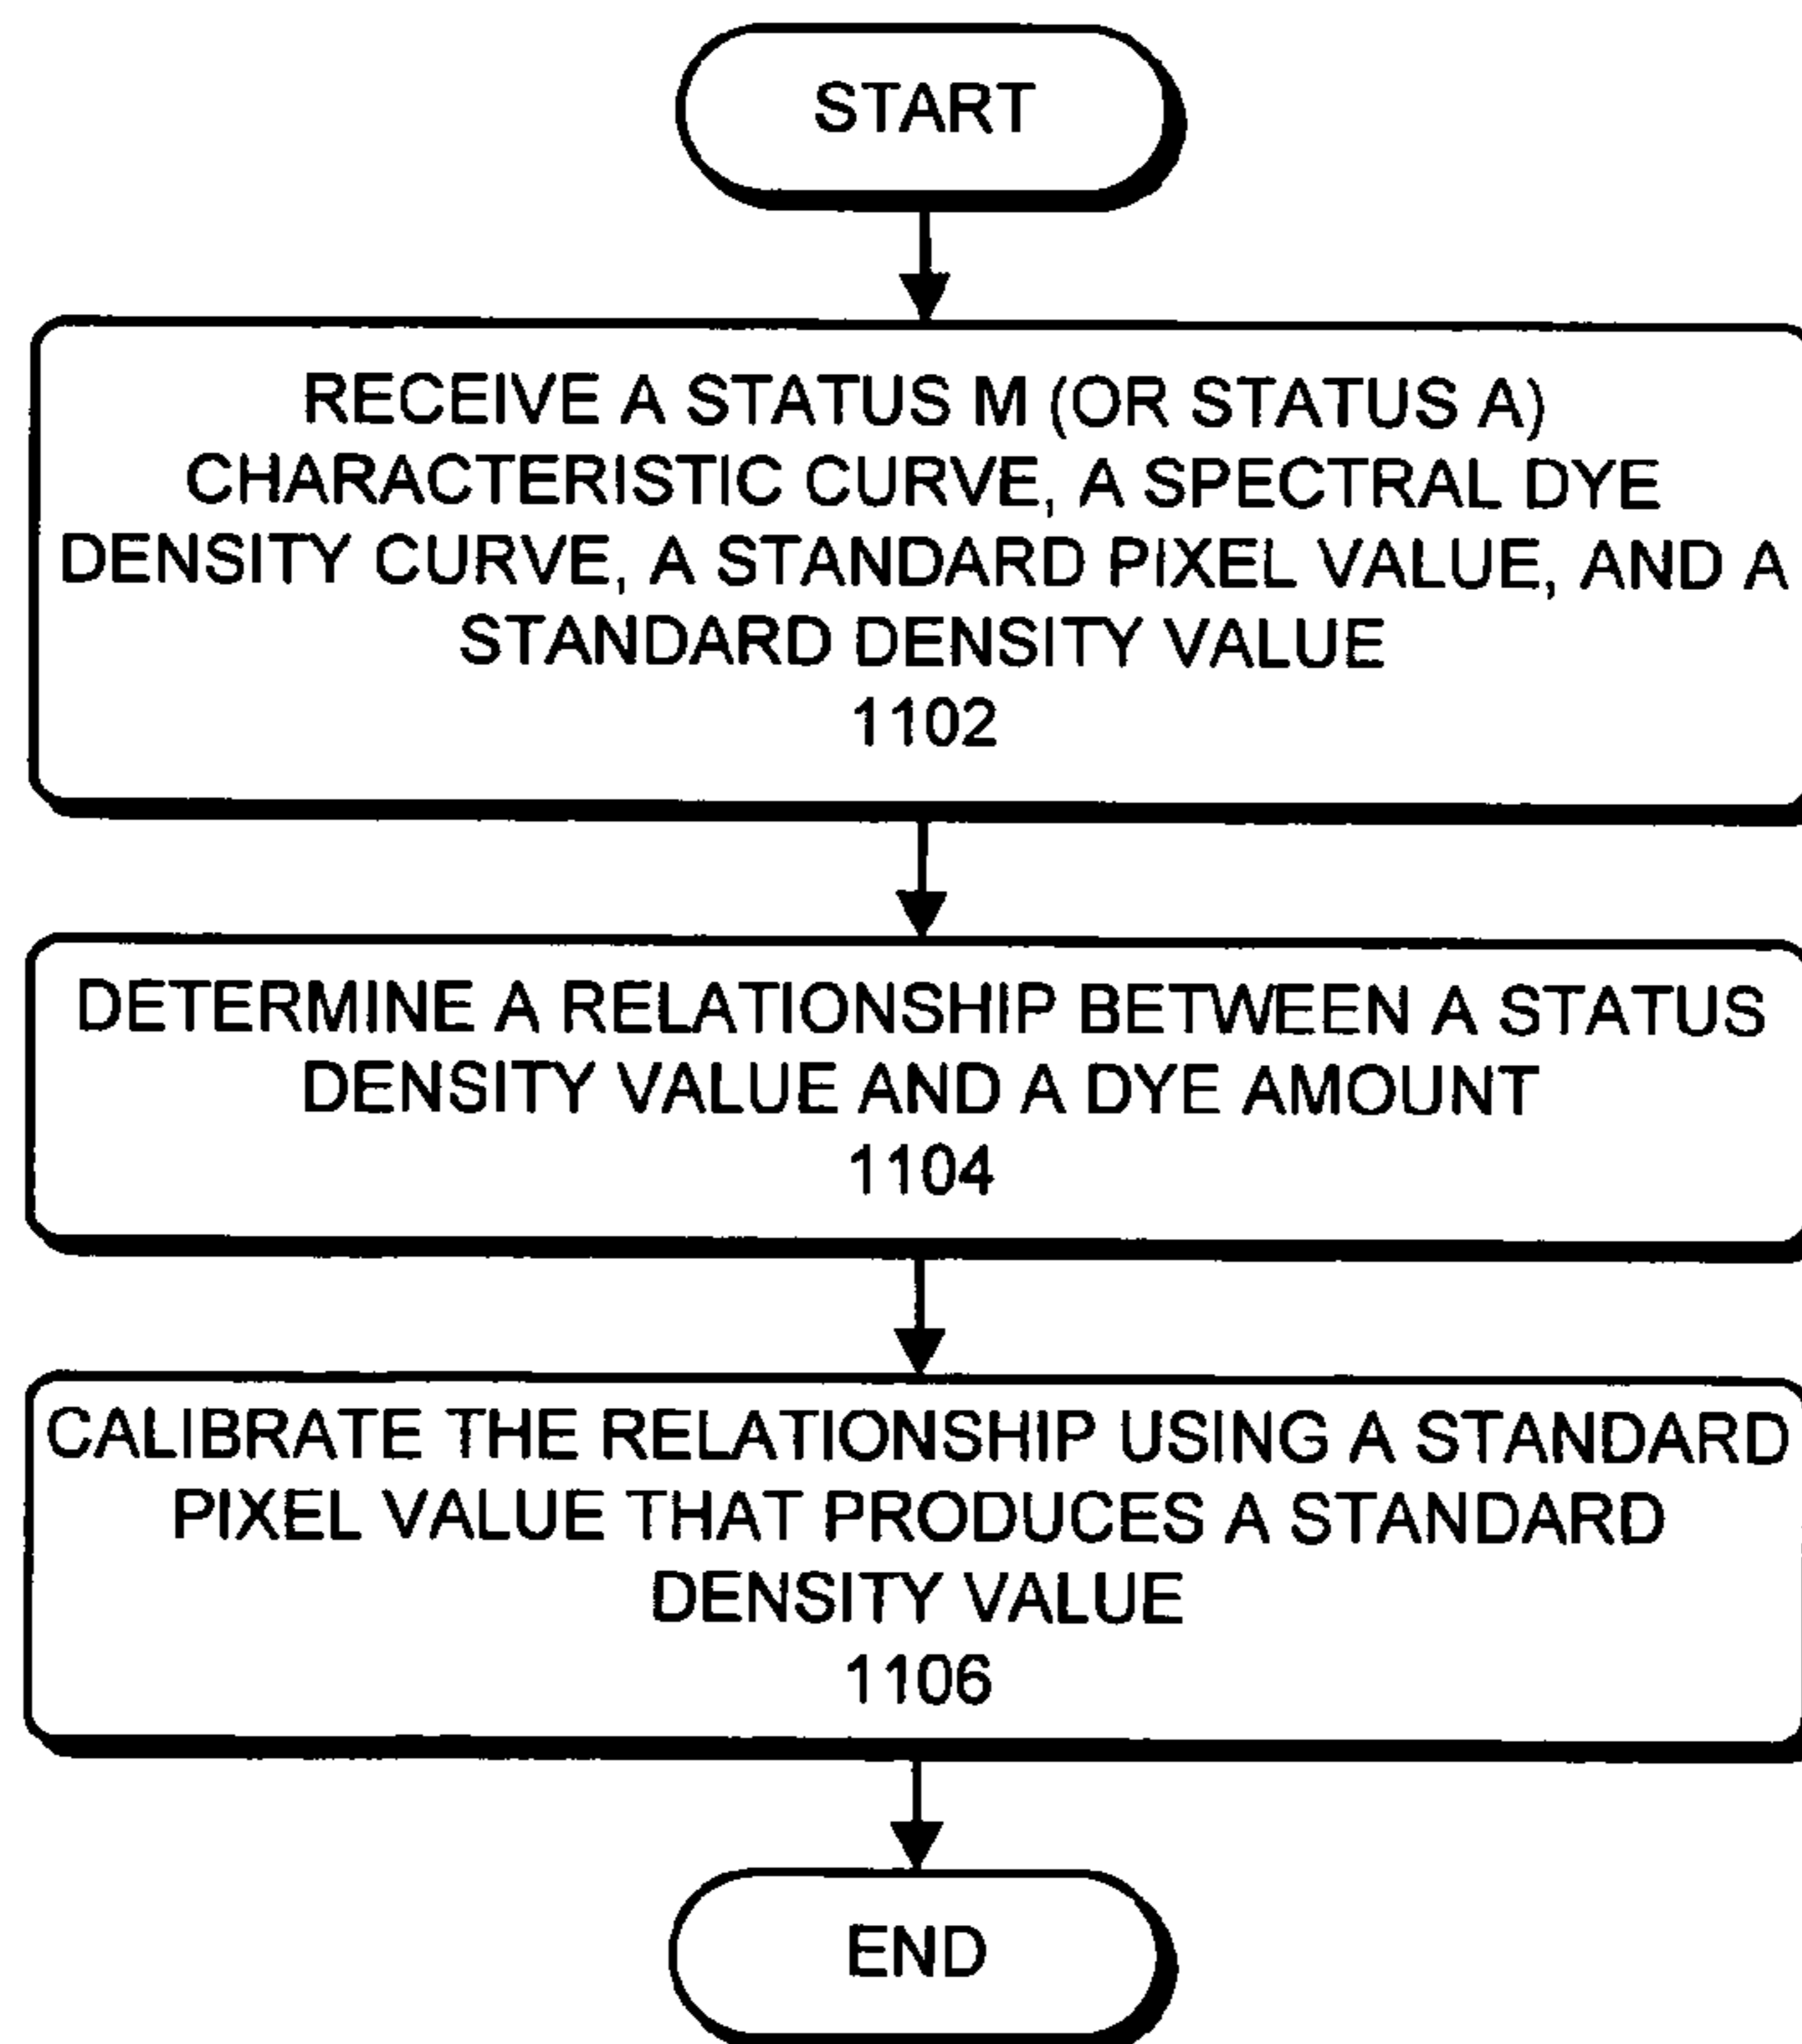 START
RECEIVE A STATUS M (OR STATUS A)
CHARACTERISTIC CURVE, A SPECTRAL DYE
DENSITY CURVE, A STANDARD PIXEL VALUE, AND A
STANDARD DENSITY VALUE
1102
DETERMINE A RELATIONSHIP BETWEEN A STATUS
DENSITY VALUE AND A DYE AMOUNT
1104
CALIBRATE THE RELATIONSHIP USING A STANDARD
PIXEL VALUE THAT PRODUCES A STANDARD
DENSITY VALUE
1106
END